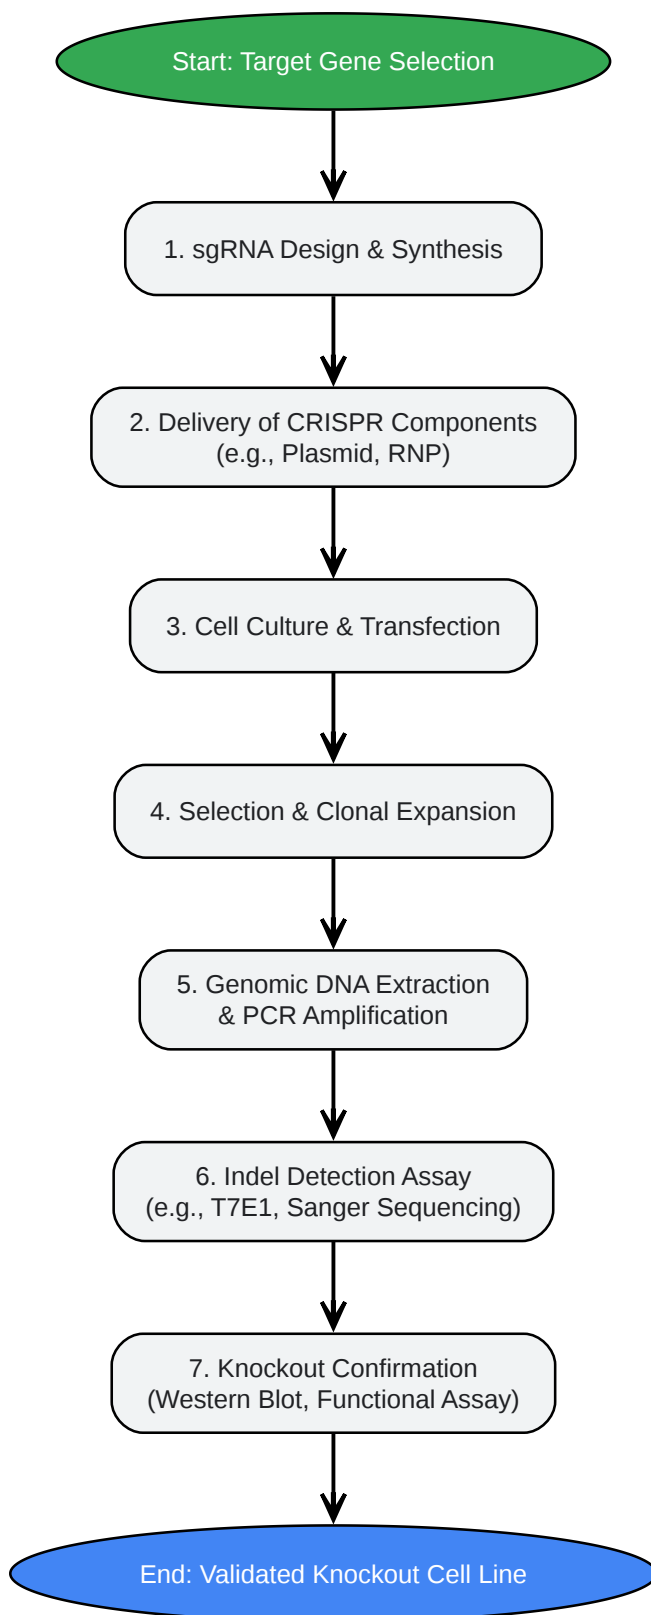 Start: Target Gene Selection
1. sgRNA Design & Synthesis
2. Delivery of CRISPR Components
(e.g., Plasmid, RNP)
3. Cell Culture & Transfection
4. Selection & Clonal Expansion
5. Genomic DNA Extraction
& PCR Amplification
6. Indel Detection Assay
(e.g., T7E1, Sanger Sequencing)
7. Knockout Confirmation
(Western Blot, Functional Assay)
End: Validated Knockout Cell Line